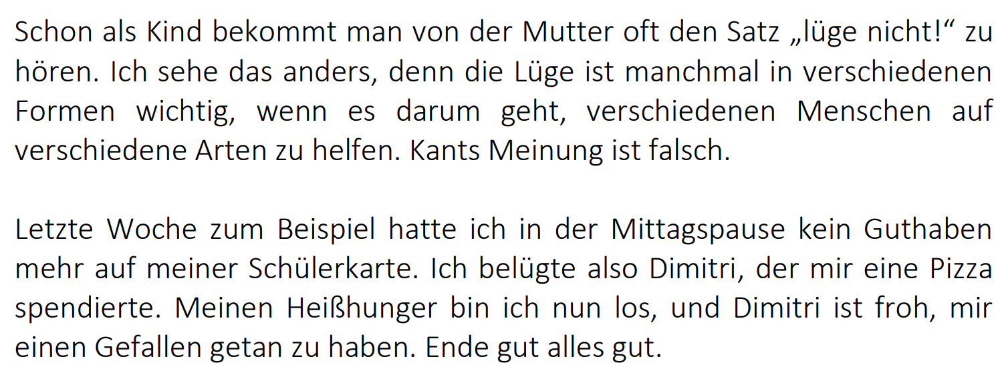 Schon als Kind bekommt man von der Mutter oft den Satz „lüge nicht!“ zu
hören. Ich sehe das anders, denn die Lüge ist manchmal in verschiedenen
Formen wichtig, wenn es darum geht, verschiedenen Menschen auf
verschiedene Arten zu helfen. Kants Meinung ist falsch.
Letzte Woche zum Beispiel hatte ich in der Mittagspause kein Guthaben
mehr auf meiner Schülerkarte. Ich belügte also Dimitri, der mir eine Pizza
spendierte. Meinen Heißhunger bin ich nun los, und Dimitri ist froh, mir
einen Gefallen getan zu haben. Ende gut alles gut.